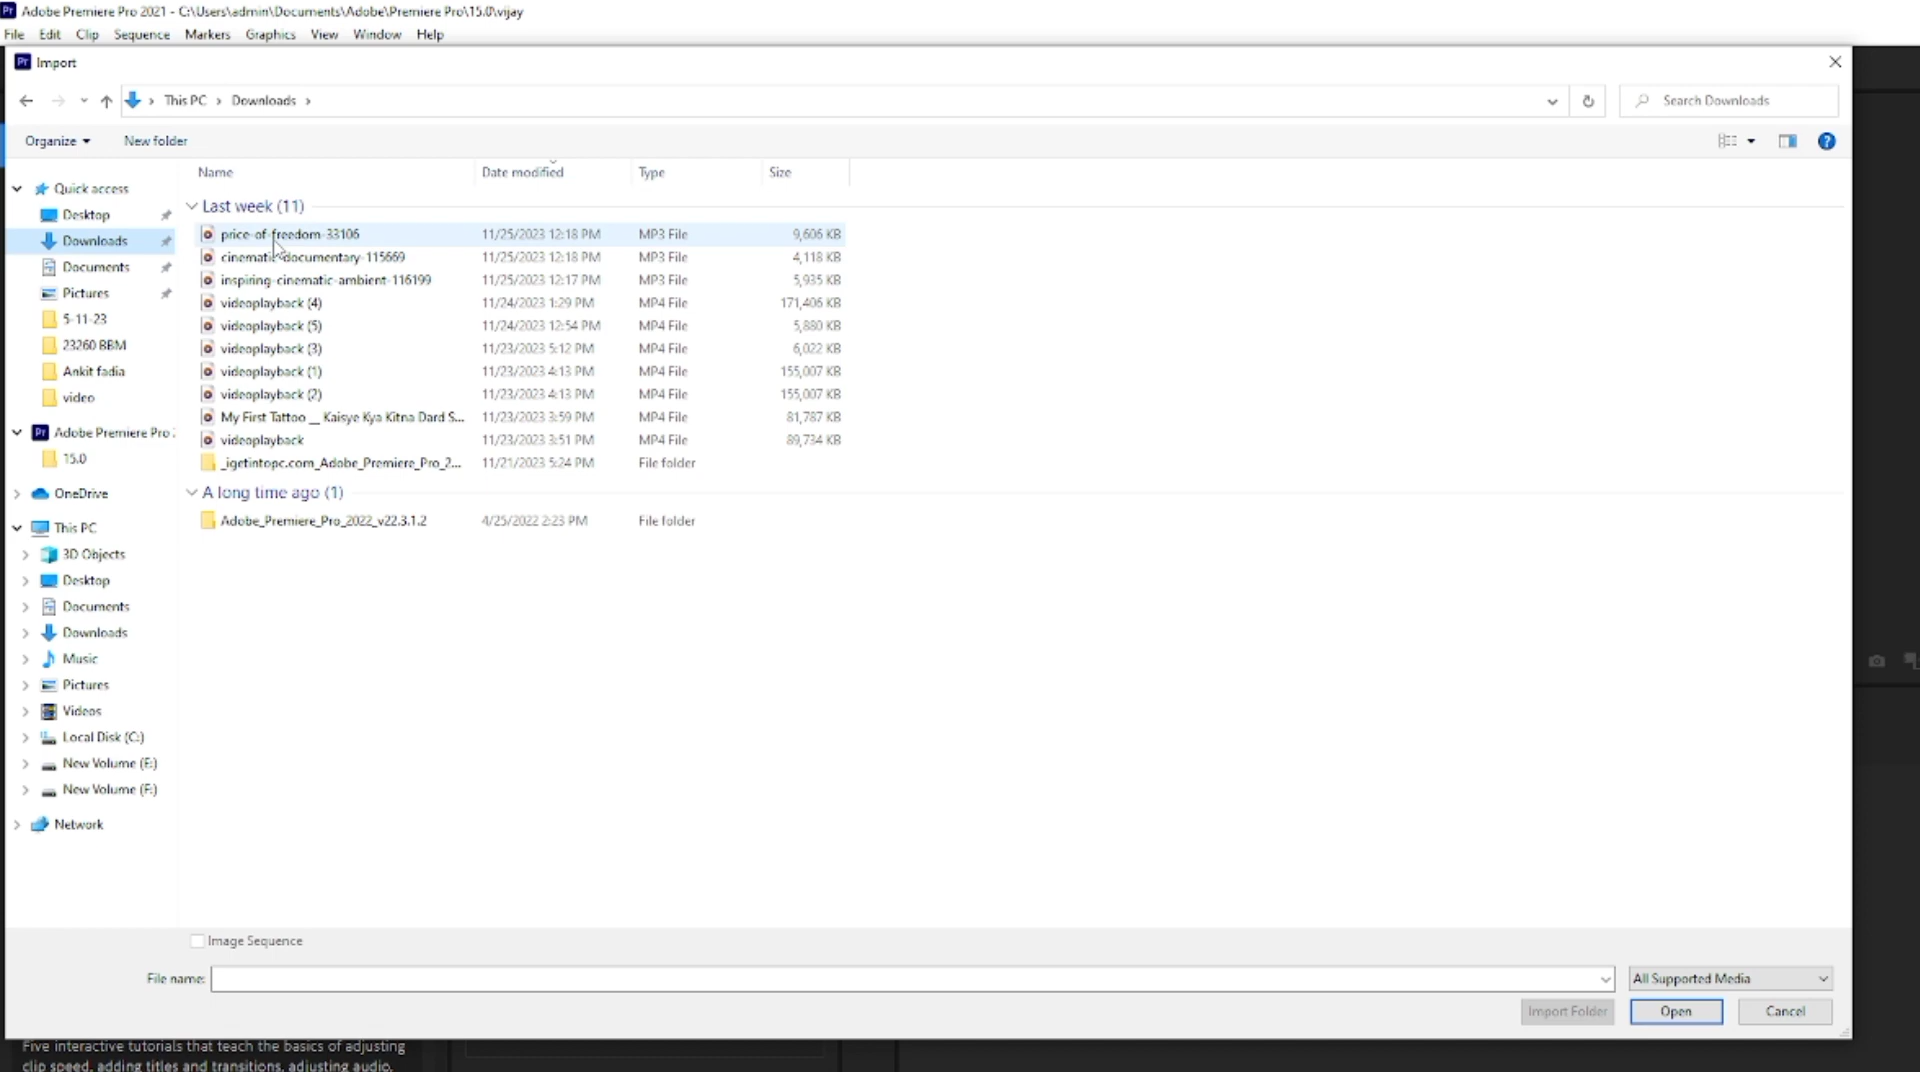 Adobe Premiere Pro 2021 - C:\Users\admin\Documents\Adobe\Premiere Pro\15.0\vijay
File Edit Clip Sequence Markers Graphics View Window Help
Import
This PC > Downloads >
Search Downloads
Organize New folder
Name Date modified Type Size
Quick access
Desktop
Downloads
Documents
Pictures
5-11-23
23260 BBM
Ankit fadia
video
Adobe Premiere Pro
15.0
OneDrive
This PC
3D Objects
Desktop
Documents
Downloads
Music
Pictures
Videos
Local Disk (C:)
New Volume (E:)
New Volume (F:)
Network
Last week (11)
price-of-freedom-33106 11/25/2023 12:18 PM MP3 File 9,606 KB
cinematic-documentary-115669 11/25/2023 12:18 PM MP3 File 4,118 KB
inspiring-cinematic-ambient-116199 11/25/2023 12:17 PM MP3 File 5,935 KB
videoplayback (4) 11/24/2023 1:29 PM MP4 File 171,406 KB
videoplayback (5) 11/24/2023 12:54 PM MP4 File 5,880 KB
videoplayback (3) 11/23/2023 5:12 PM MP4 File 6,022 KB
videoplayback (1) 11/23/2023 4:13 PM MP4 File 155,007 KB
videoplayback (2) 11/23/2023 4:13 PM MP4 File 155,007 KB
My First Tattoo __ Kaisye Kya Kitna Dard S... 11/23/2023 3:59 PM MP4 File 81,787 KB
videoplayback 11/23/2023 3:51 PM MP4 File 89,734 KB
_igetintopc.com_Adobe_Premiere_Pro_2... 11/21/2023 5:24 PM File folder
A long time ago (1)
Adobe_Premiere_Pro_2022_v22.3.1.2 4/25/2022 2:23 PM File folder
Image Sequence
File name:
All Supported Media
Import Folder Open Cancel
Five interactive tutorials that teach the basics of adjusting
clip speed, adding titles and transitions, adjusting audio,